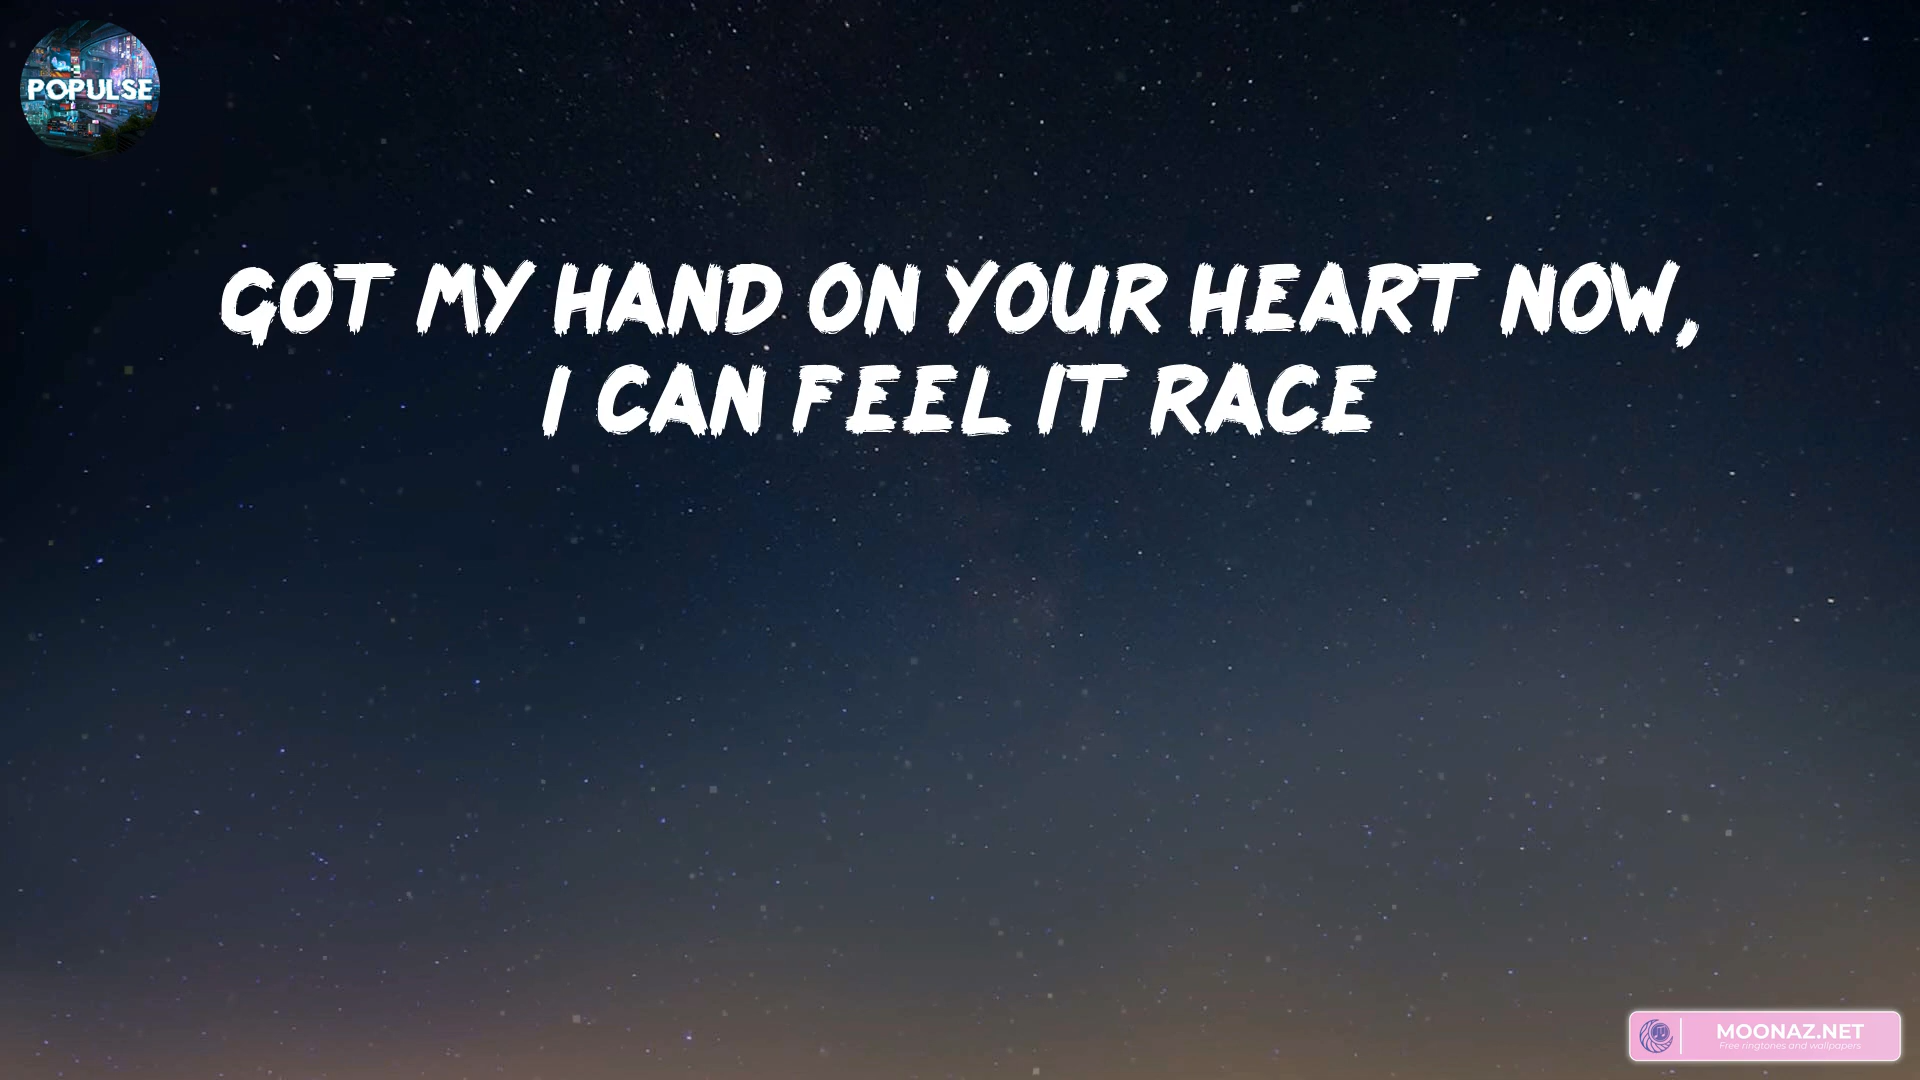 POPULSE
GOT MY HAND ON YOUR HEART NOW,
I CAN FEEL IT RACE
MOONAZ.NET
Free ringtones and wallpapers